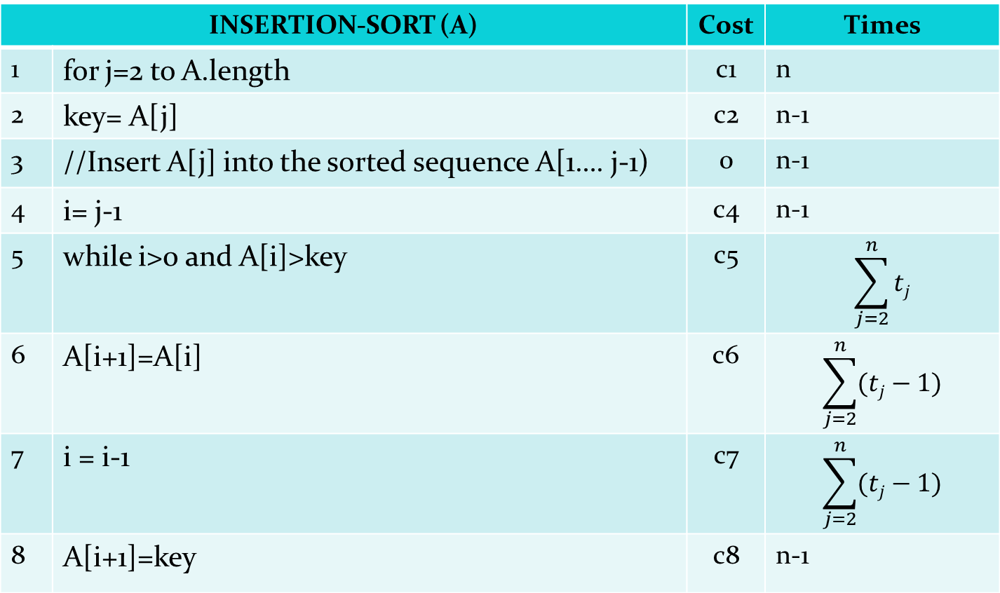 INSERTION-SORT (A) Cost Times
1 for j=2 to A.length c1 n
2 key= A[j] c2 n-1
3 //Insert A[j] into the sorted sequence A[1.... j-1) 0 n-1
4 i= j-1 c4 n-1
5 while i>0 and A[i]>key c5 \sum_{j=2}^{n} t_j
6 A[i+1]=A[i] c6 \sum_{j=2}^{n} (t_j − 1)
7 i = i-1 c7 \sum_{j=2}^{n} (t_j − 1)
8 A[i+1]=key c8 n-1